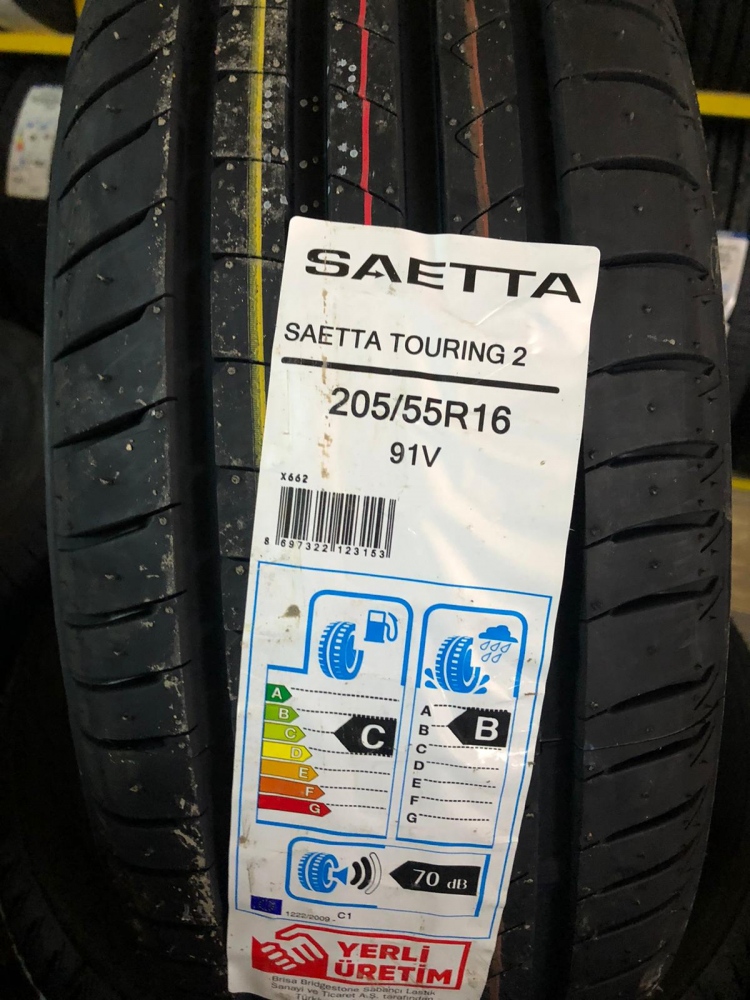 SAETTA
SAETTA TOURING 2
205/55R16
91V
X662
8 697322 123153
A
B
C
D
E
F
G
C
A
B
C
D
E
F
G
B
70 dB
1222/2009 - C1
YERLİ
ÜRETİM
Brisa Bridgestone Sabancı Lastik
Sanayi ve Ticaret A.Ş. tarafından